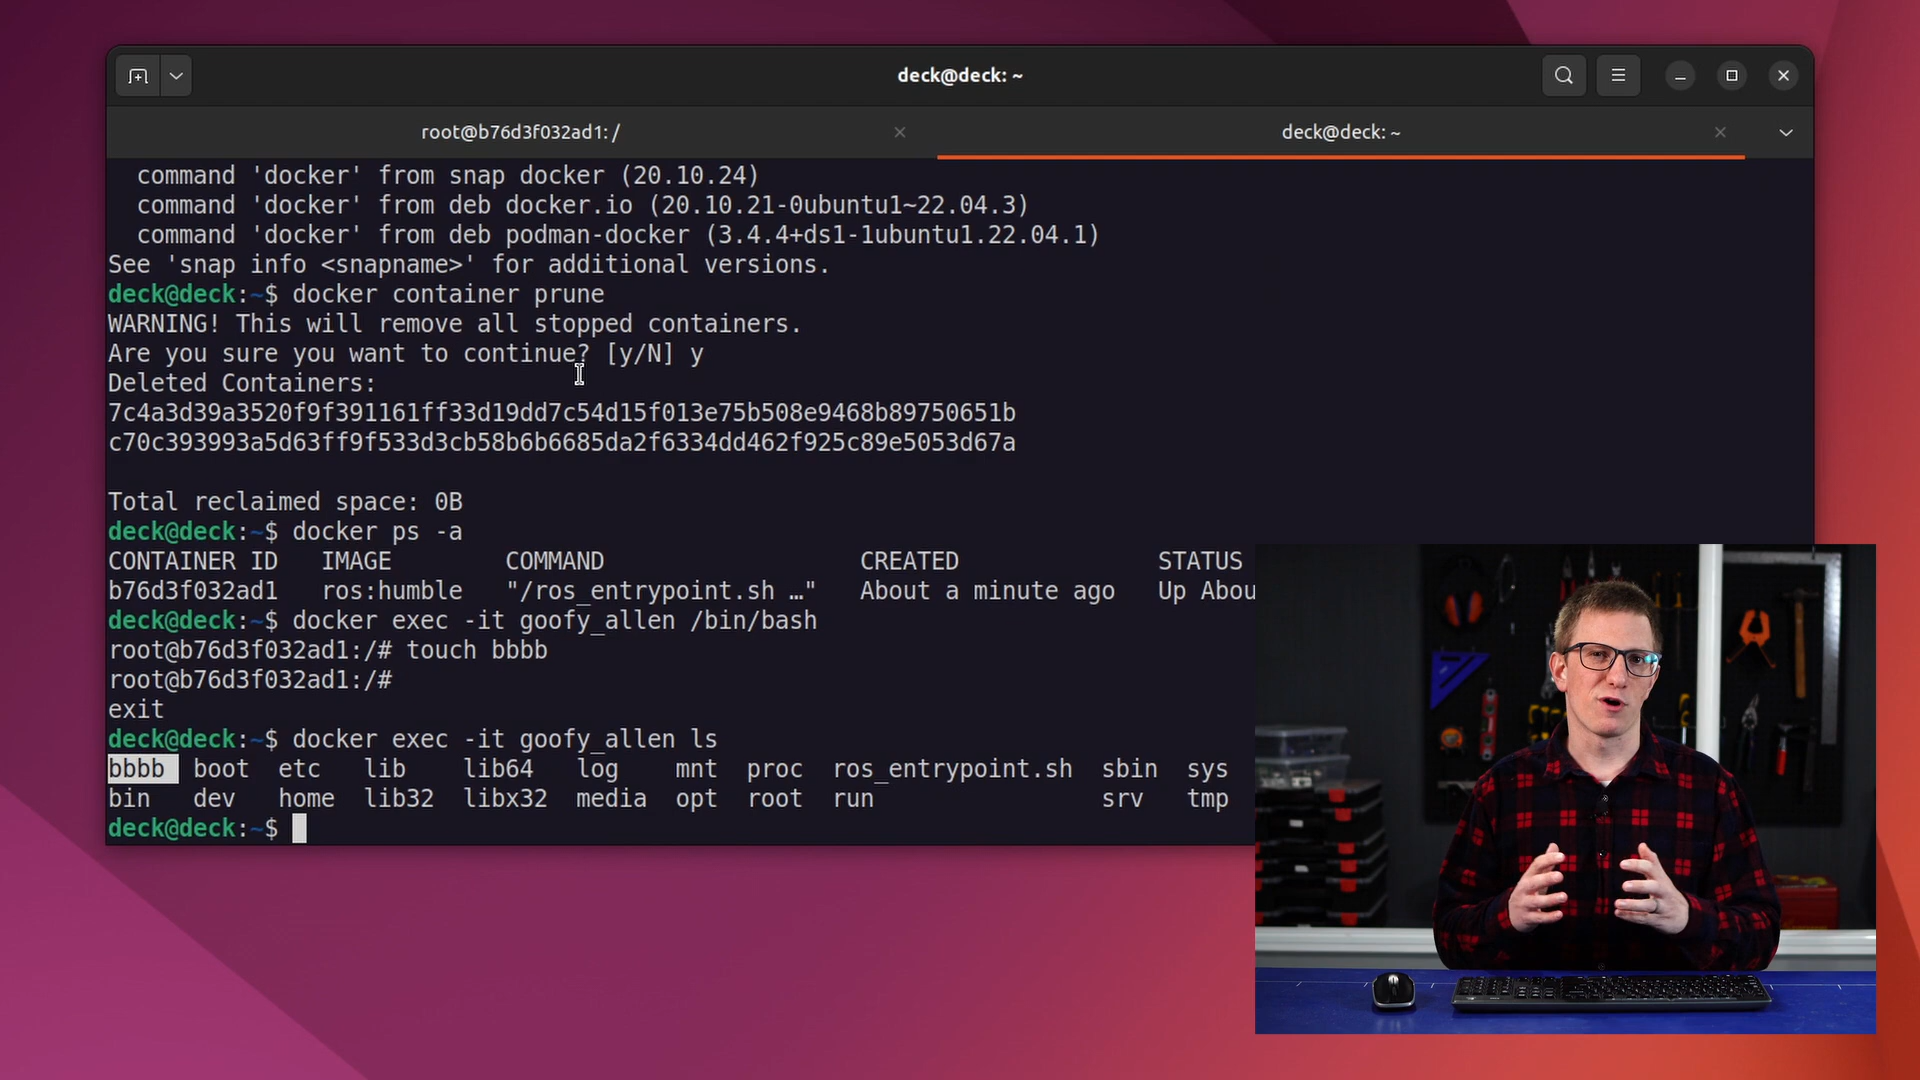 deck@deck: ~
root@b76d3f032ad1: /
deck@deck: ~
command 'docker' from snap docker (20.10.24)
command 'docker' from deb docker.io (20.10.21-0ubuntu1~22.04.3)
command 'docker' from deb podman-docker (3.4.4+ds1-1ubuntu1.22.04.1)
See 'snap info <snapname>' for additional versions.
deck@deck:~$ docker container prune
WARNING! This will remove all stopped containers.
Are you sure you want to continue? [y/N] y
Deleted Containers:
7c4a3d39a3520f9f391161ff33d19dd7c54d15f013e75b508e9468b89750651b
c70c393993a5d63ff9f533d3cb58b6b6685da2f6334dd462f925c89e5053d67a
Total reclaimed space: 0B
deck@deck:~$ docker ps -a
CONTAINER ID   IMAGE        COMMAND                  CREATED              STATUS
b76d3f032ad1   ros:humble   "/ros_entrypoint.sh …"   About a minute ago   Up Abou
deck@deck:~$ docker exec -it goofy_allen /bin/bash
root@b76d3f032ad1:/# touch bbbb
root@b76d3f032ad1:/#
exit
deck@deck:~$ docker exec -it goofy_allen ls
bbbb  boot  etc   lib    lib64   log    mnt  proc  ros_entrypoint.sh  sbin  sys
bin   dev   home  lib32  libx32  media  opt  root  run                srv   tmp
deck@deck:~$